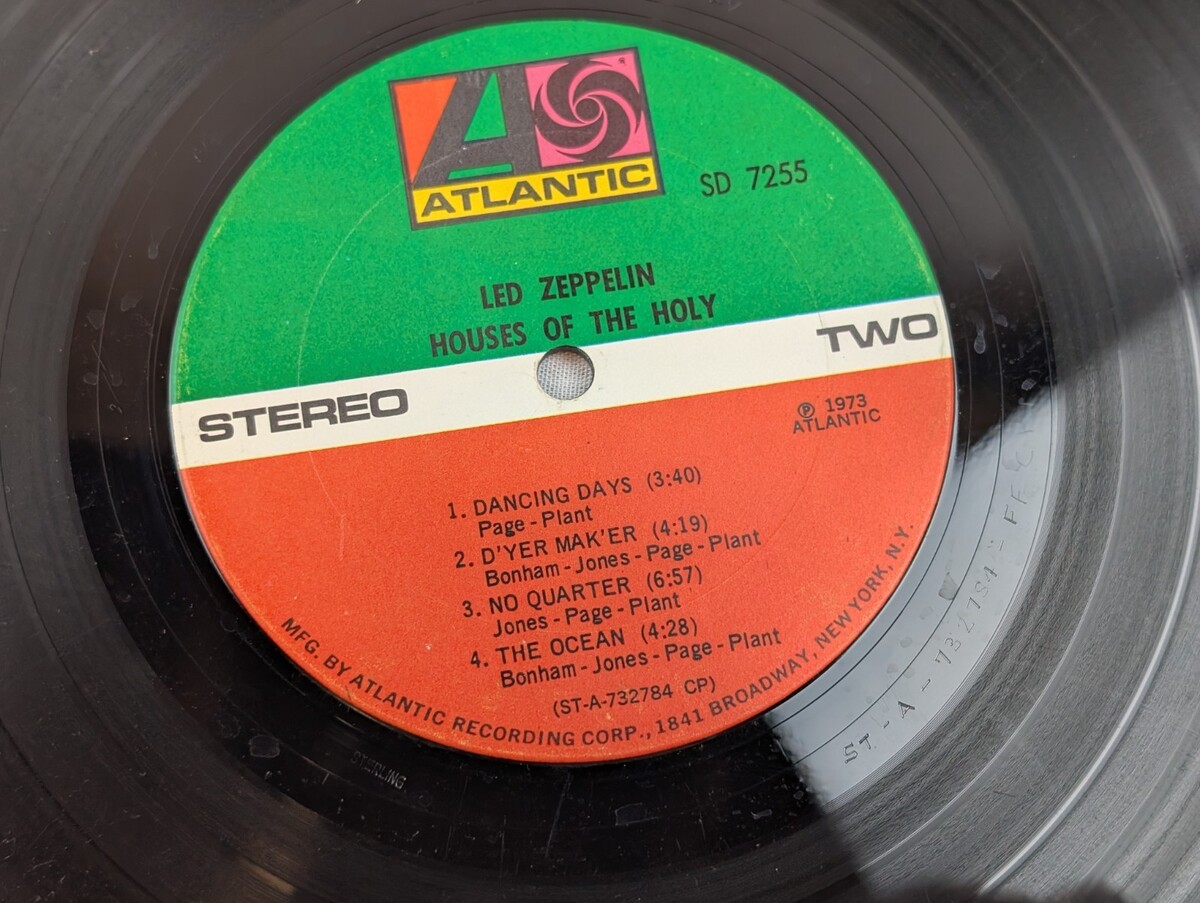 ATLANTIC
SD 7255
LED ZEPPELIN
HOUSES OF THE HOLY
STEREO
TWO
℗ 1973
ATLANTIC
1. DANCING DAYS (3:40)
Page - Plant
2. D'YER MAK'ER (4:19)
Bonham - Jones - Page - Plant
3. NO QUARTER (6:57)
Jones - Page - Plant
4. THE OCEAN (4:28)
Bonham - Jones - Page - Plant
(ST-A-732784 CP)
MFG. BY ATLANTIC RECORDING CORP., 1841 BROADWAY, NEW YORK, N.Y.
STERLING
ST - A - 732784 - FF